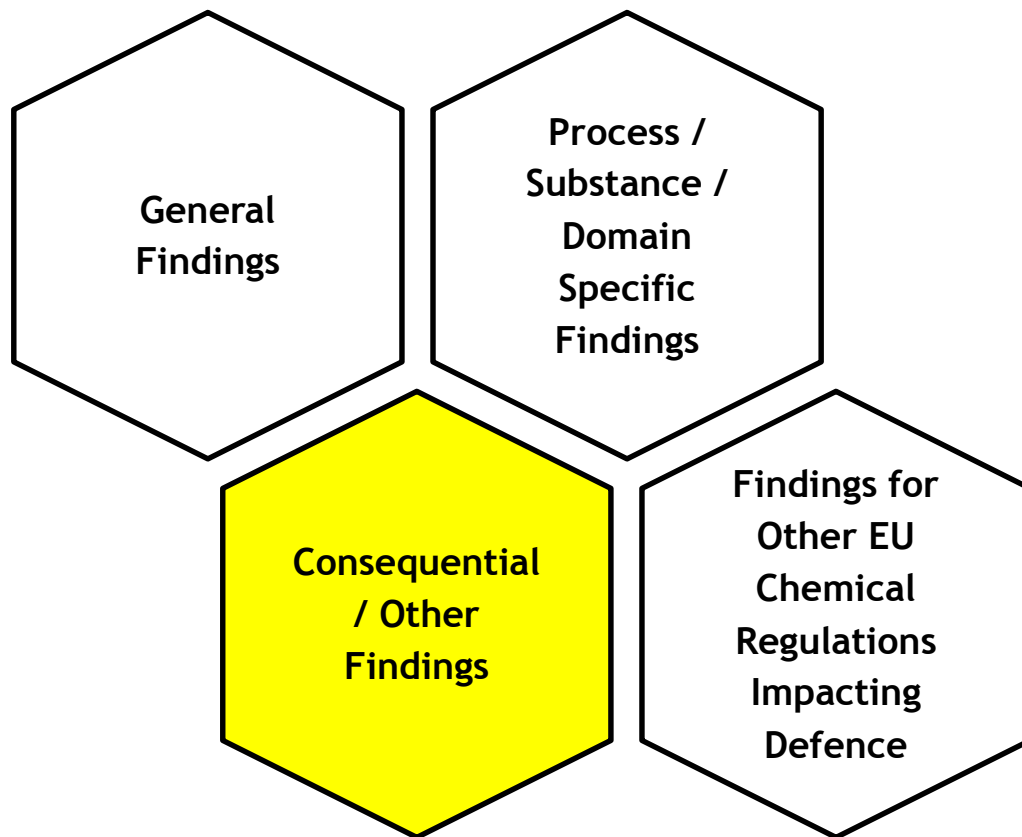 General
Findings
Process /
Substance /
Domain
Specific
Findings
Consequential
/ Other
Findings
Findings for
Other EU
Chemical
Regulations
Impacting
Defence